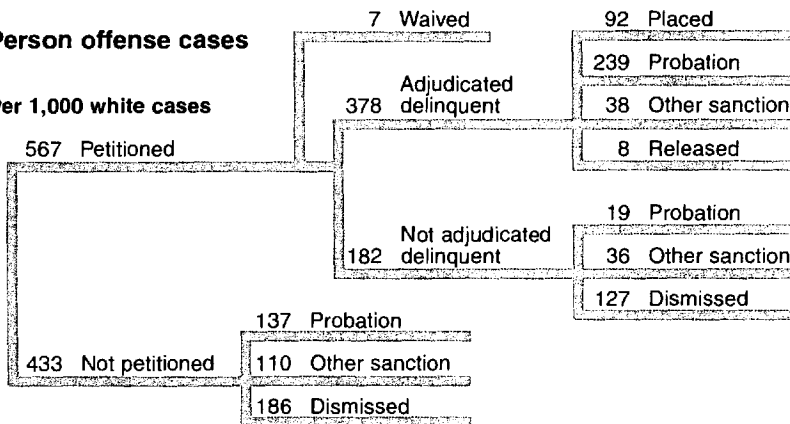 Person offense cases
Per 1,000 white cases
567 Petitioned
7 Waived
378 Adjudicated
delinquent
92 Placed
239 Probation
38 Other sanction
8 Released
182 Not adjudicated
delinquent
19 Probation
36 Other sanction
127 Dismissed
433 Not petitioned
137 Probation
110 Other sanction
186 Dismissed